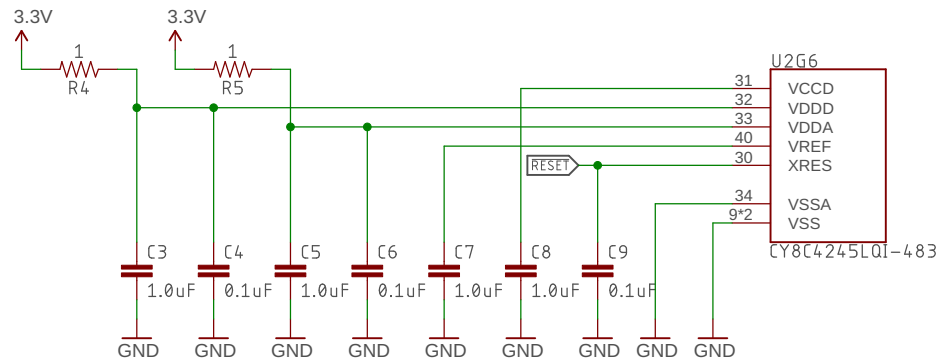 3.3V 3.3V
1 1
R4 R5
U2G6
31 VCCD
32 VDDD
33 VDDA
40 VREF
RESET 30 XRES
34 VSSA
9*2 VSS
CY8C4245LQI-483
C3 C4 C5 C6 C7 C8 C9
1.0uF 0.1uF 1.0uF 0.1uF 1.0uF 1.0uF 0.1uF
GND GND GND GND GND GND GND GND GND